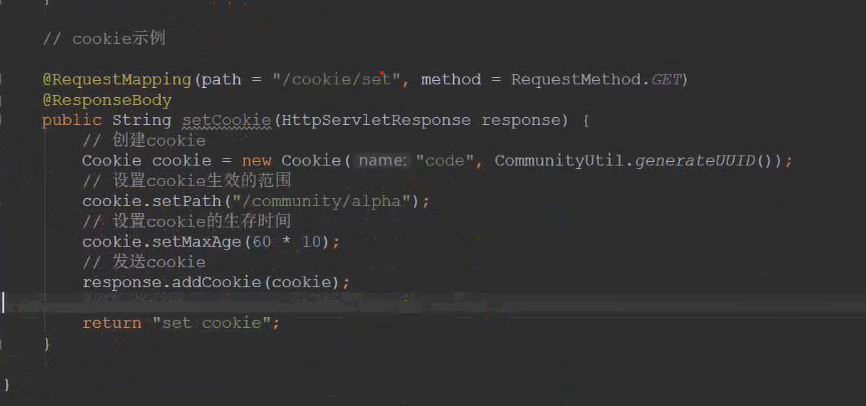 }
// cookie示例
@RequestMapping(path = "/cookie/set", method = RequestMethod.GET)
@ResponseBody
public String setCookie(HttpServletResponse response) {
// 创建cookie
Cookie cookie = new Cookie( name: "code", CommunityUtil.generateUUID());
// 设置cookie生效的范围
cookie.setPath("/community/alpha");
// 设置cookie的生存时间
cookie.setMaxAge(60 * 10);
// 发送cookie
response.addCookie(cookie);
return "set cookie";
}
}